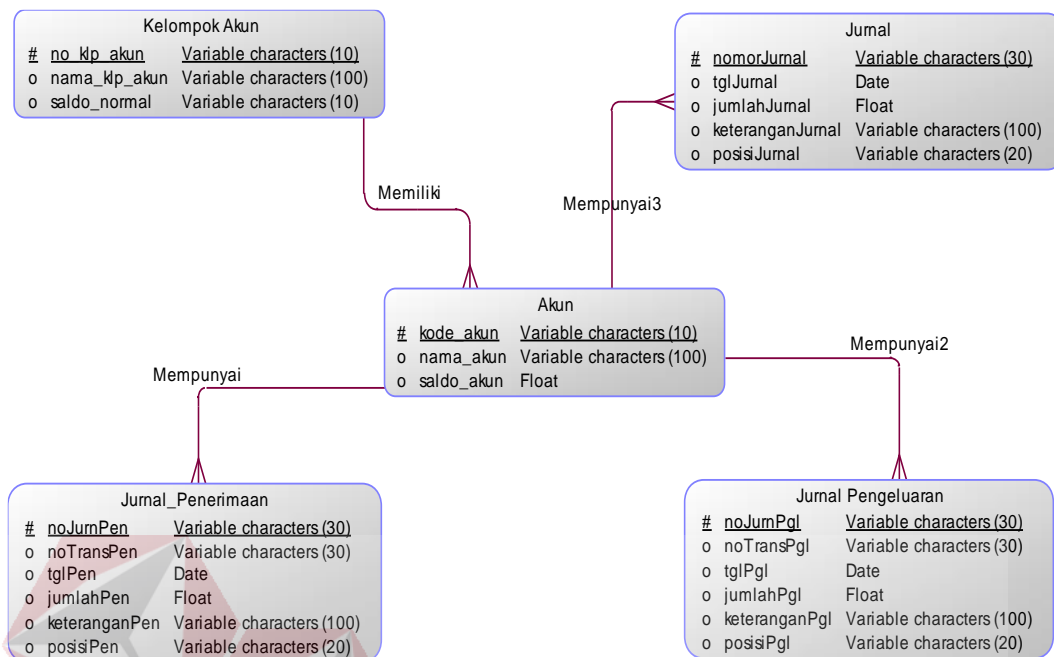 Kelompok Akun
# no_klp_akun Variable characters (10)
o nama_klp_akun Variable characters (100)
o saldo_normal Variable characters (10)
Jurnal
# nomorJurnal Variable characters (30)
o tglJurnal Date
o jumlahJurnal Float
o keteranganJurnal Variable characters (100)
o posisiJurnal Variable characters (20)
Memiliki
Mempunyai3
Akun
# kode_akun Variable characters (10)
o nama_akun Variable characters (100)
o saldo_akun Float
Mempunyai
Mempunyai2
Jurnal_Penerimaan
# noJurnPen Variable characters (30)
o noTransPen Variable characters (30)
o tglPen Date
o jumlahPen Float
o keteranganPen Variable characters (100)
o posisiPen Variable characters (20)
Jurnal Pengeluaran
# noJurnPgl Variable characters (30)
o noTransPgl Variable characters (30)
o tglPgl Date
o jumlahPgl Float
o keteranganPgl Variable characters (100)
o posisiPgl Variable characters (20)